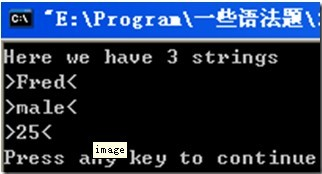 "E:\Program\一些语法题\
Here we have 3 strings
>Fred<
>male<
>25<
image
Press any key to continue